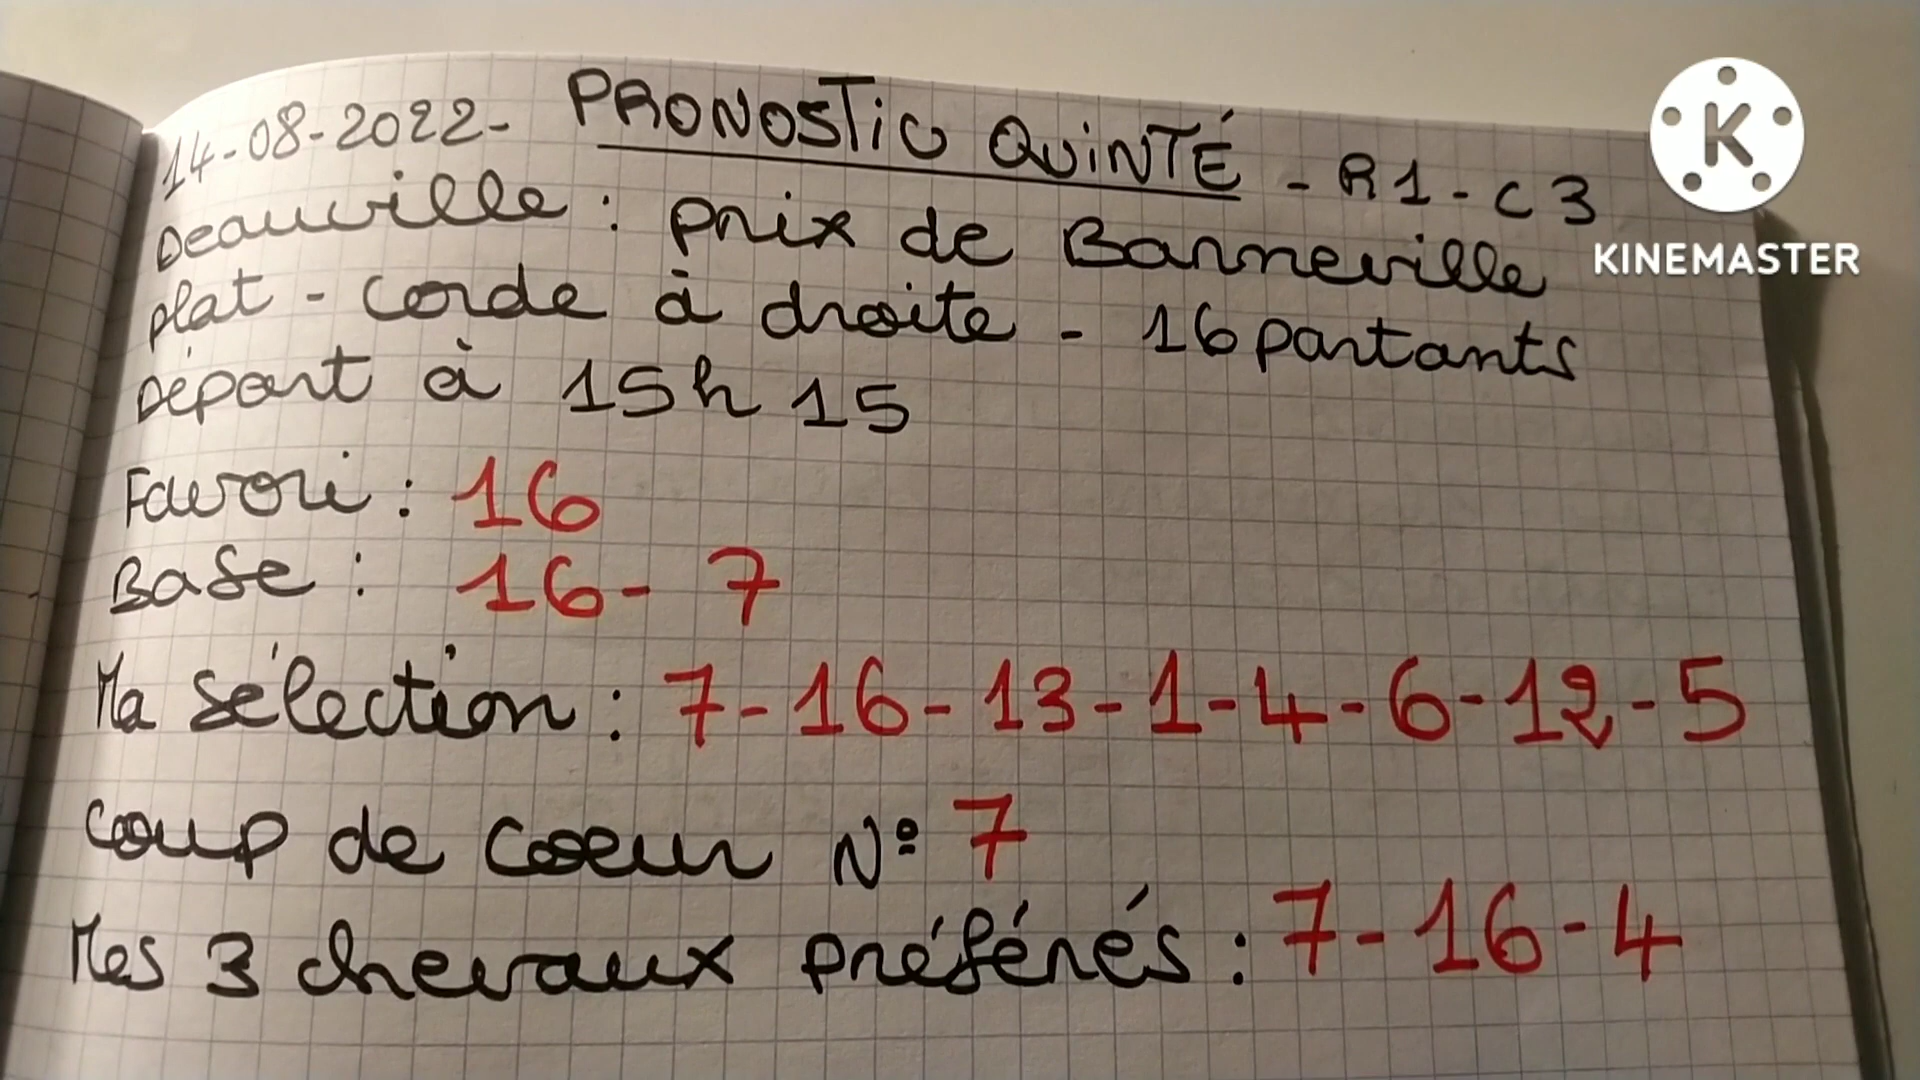 14-08-2022- PRONOSTIC QUINTÉ - R1 - C3
Deauville : prix de Barneville
plat - corde à droite - 16 partants
Départ à 15h15
Favori : 16
Base : 16 - 7
Ma sélection : 7 - 16 - 13 - 1 - 4 - 6 - 12 - 5
Coup de coeur N° 7
Mes 3 chevaux préférés : 7 - 16 - 4
K
KINEMASTER